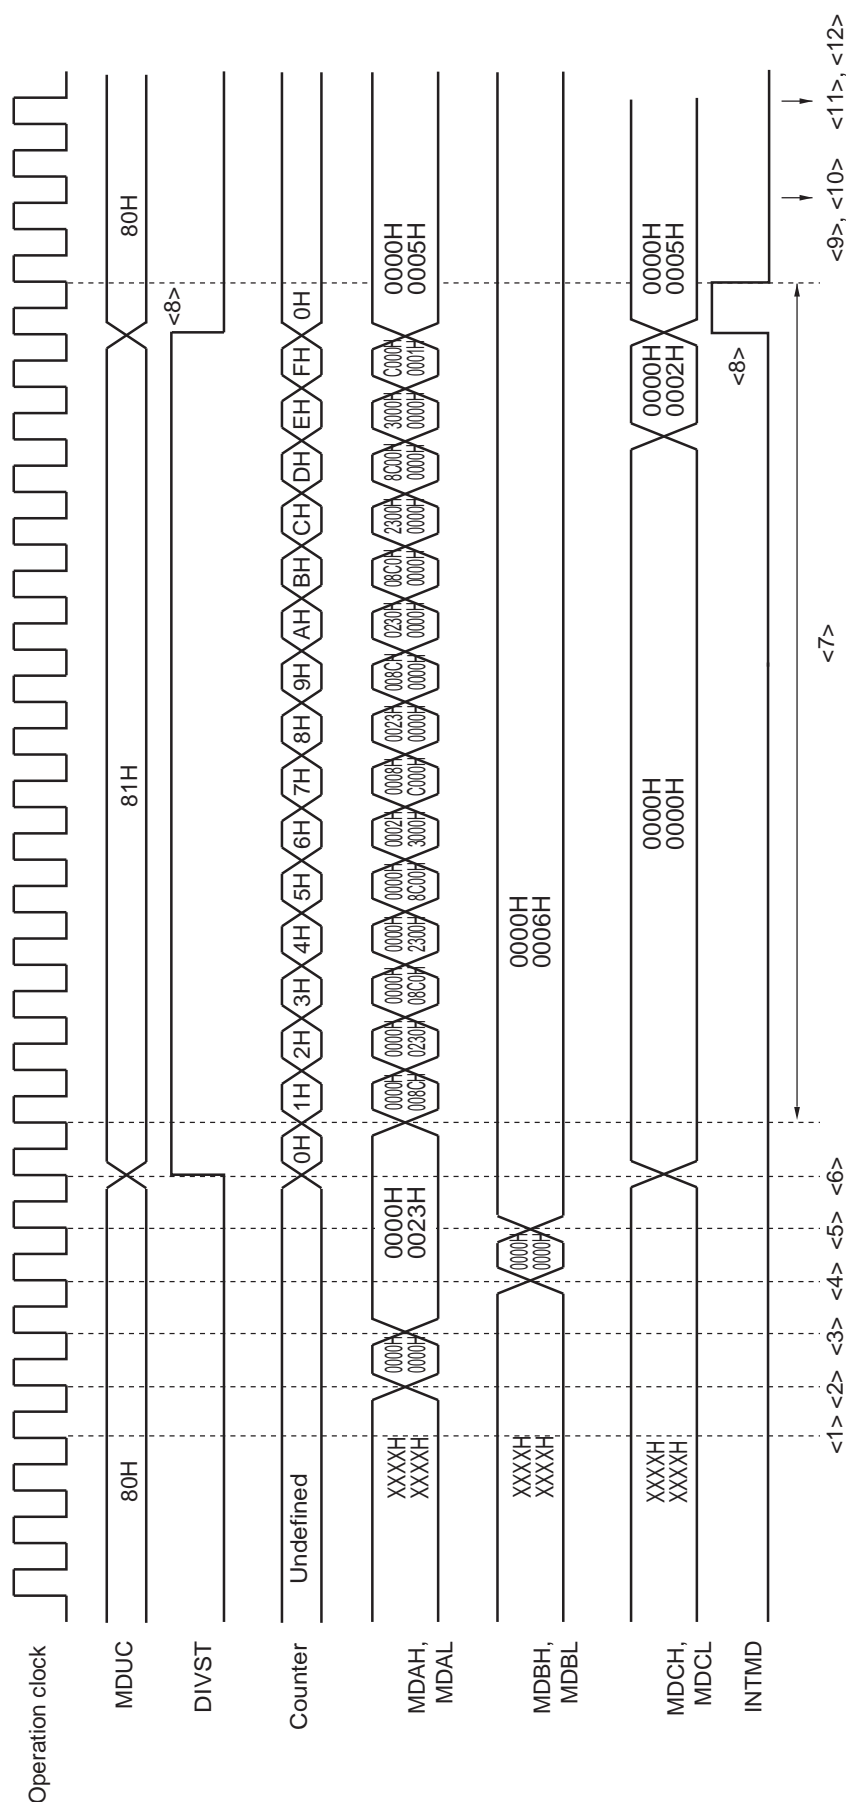 Operation clock
MDUC
80H
81H
80H
DIVST
<8>
Counter
Undefined
0H
1H
2H
3H
4H
5H
6H
7H
8H
9H
AH
BH
CH
DH
EH
FH
0H
MDAH,
MDAL
XXXXH
XXXXH
0000H
0000H
0000H
0023H
0000H
008CH
0000H
0230H
0000H
08C0H
0000H
2300H
0000H
8C00H
0002H
3000H
0008H
C000H
0023H
0000H
008CH
0000H
0230H
0000H
08C0H
0000H
2300H
0000H
8C00H
0000H
3000H
0000H
C000H
0001H
0000H
0005H
MDBH,
MDBL
XXXXH
XXXXH
0000H
0000H
0000H
0006H
MDCH,
MDCL
XXXXH
XXXXH
0000H
0000H
0000H
0002H
0000H
0005H
INTMD
<8>
<1>
<2>
<3>
<4>
<5>
<6>
<7>
<9>, <10>
<11>, <12>